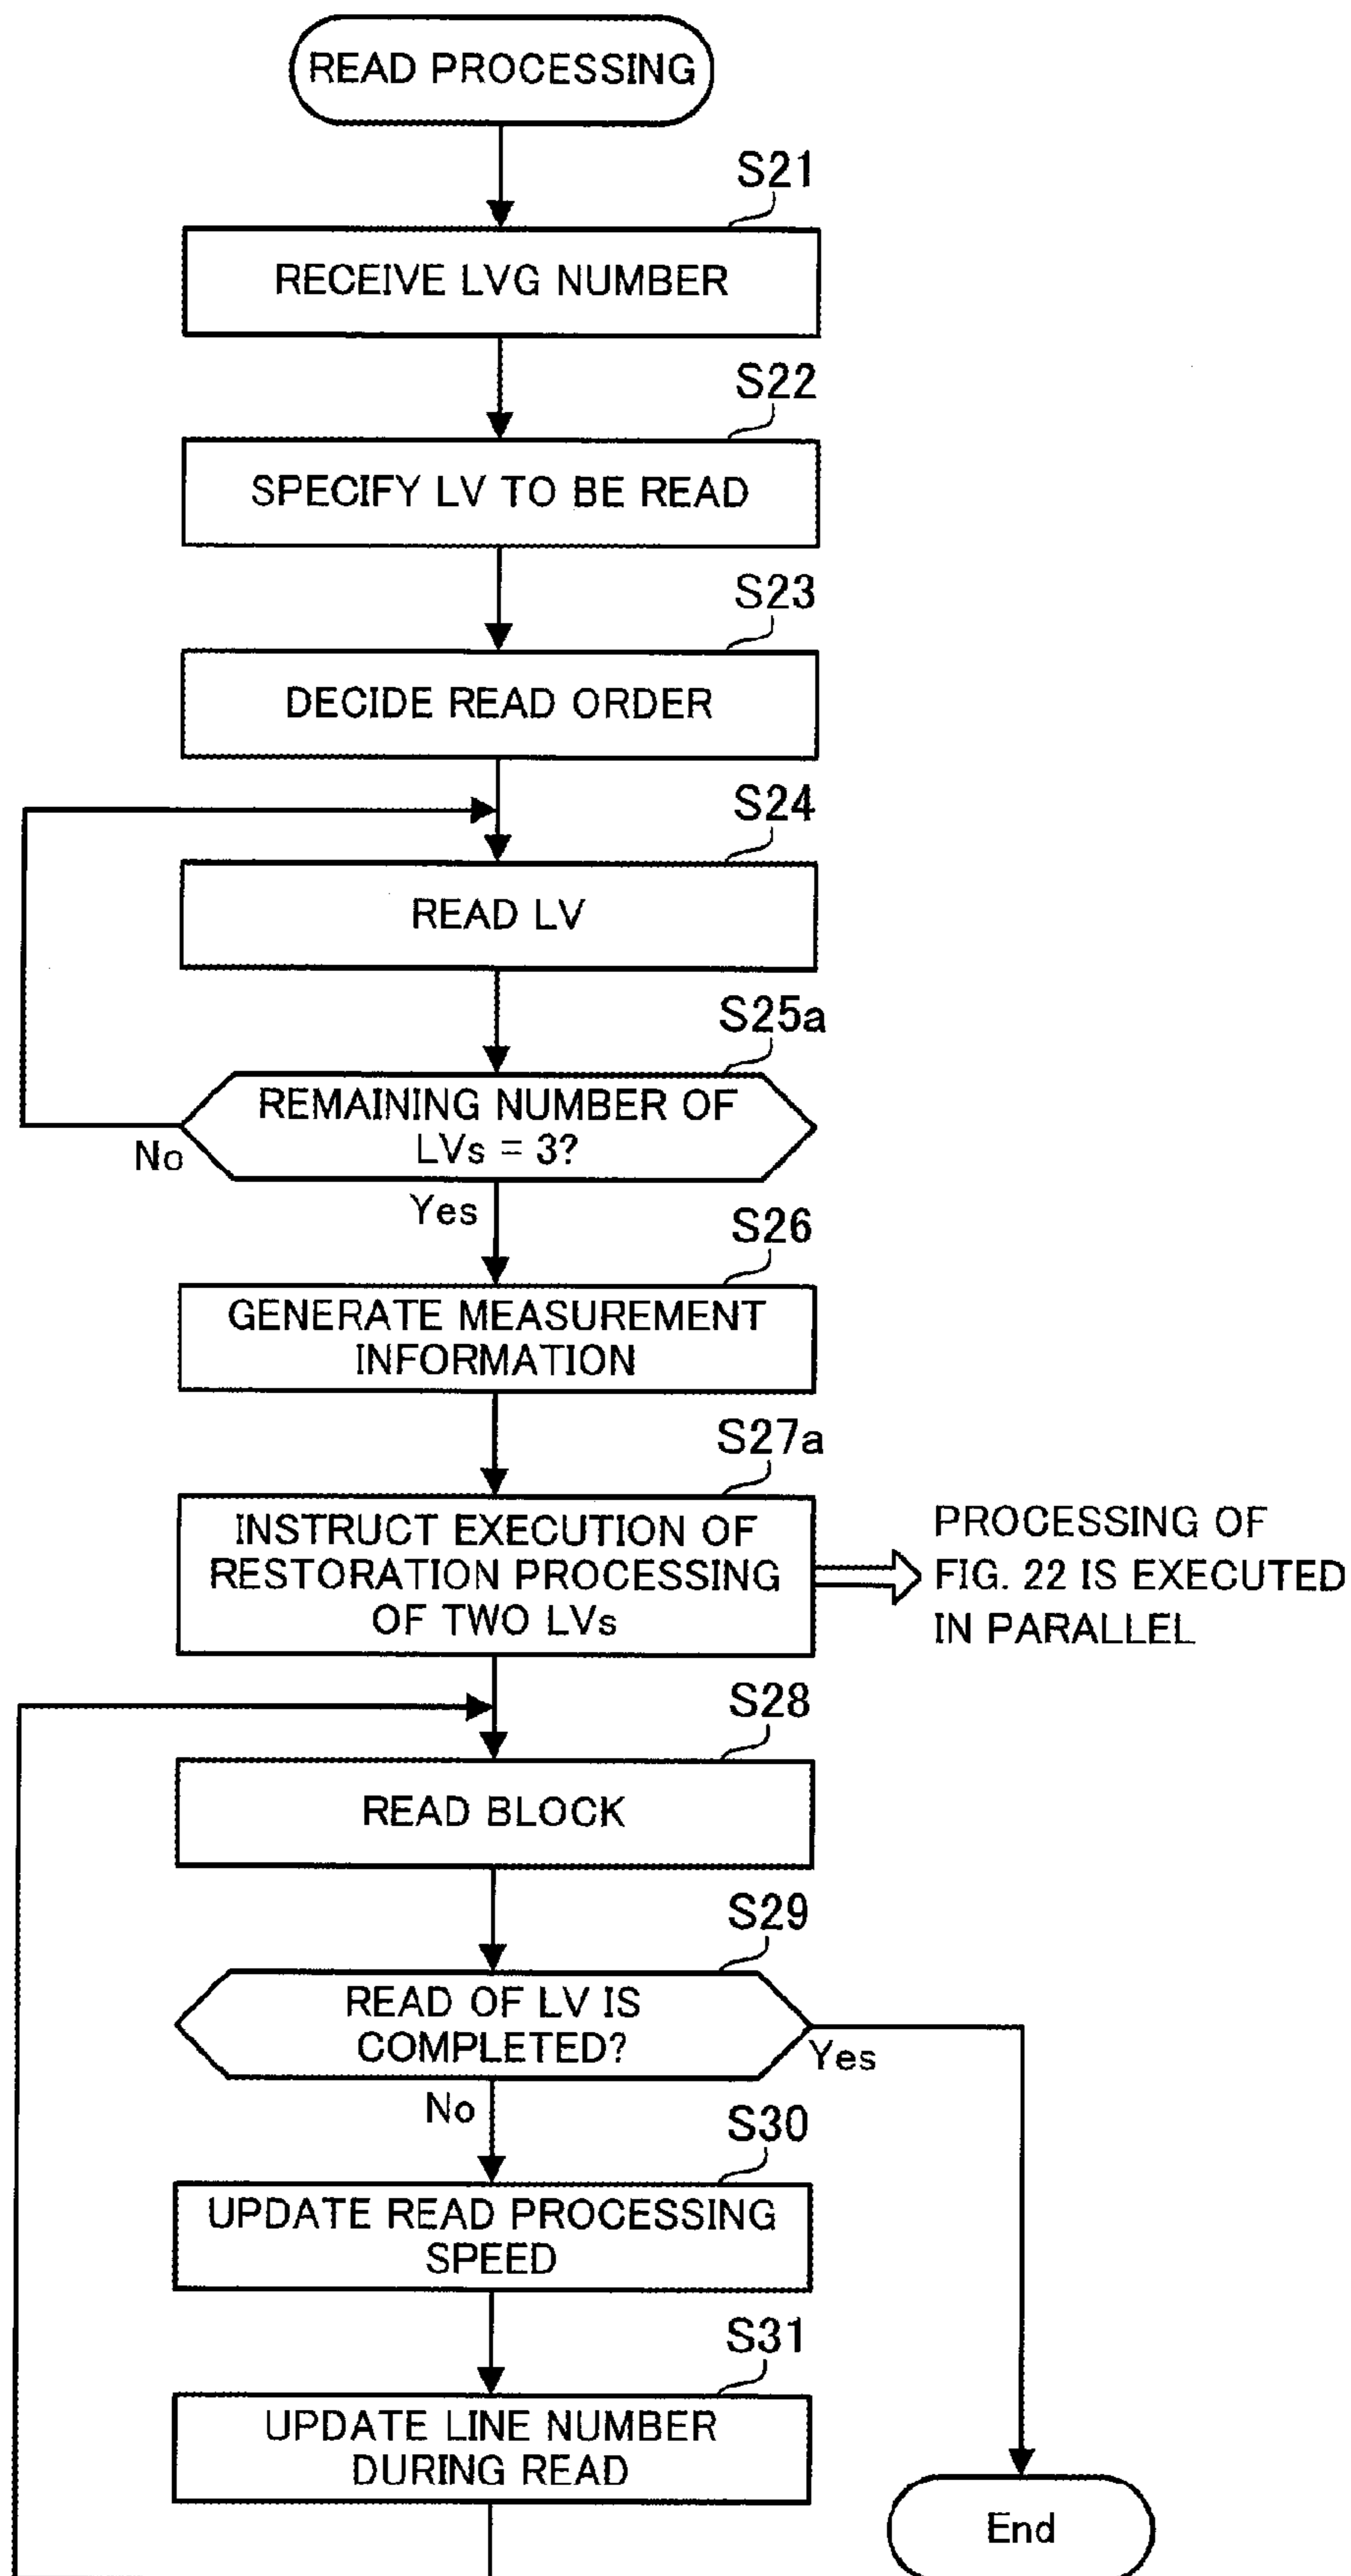 READ PROCESSING
S21
RECEIVE LVG NUMBER
S22
SPECIFY LV TO BE READ
S23
DECIDE READ ORDER
S24
READ LV
S25a
REMAINING NUMBER OF
LVs = 3?
No
Yes
S26
GENERATE MEASUREMENT
INFORMATION
S27a
INSTRUCT EXECUTION OF
RESTORATION PROCESSING
OF TWO LVs
PROCESSING OF
FIG. 22 IS EXECUTED
IN PARALLEL
S28
READ BLOCK
S29
READ OF LV IS
COMPLETED?
Yes
No
S30
UPDATE READ PROCESSING
SPEED
S31
UPDATE LINE NUMBER
DURING READ
End